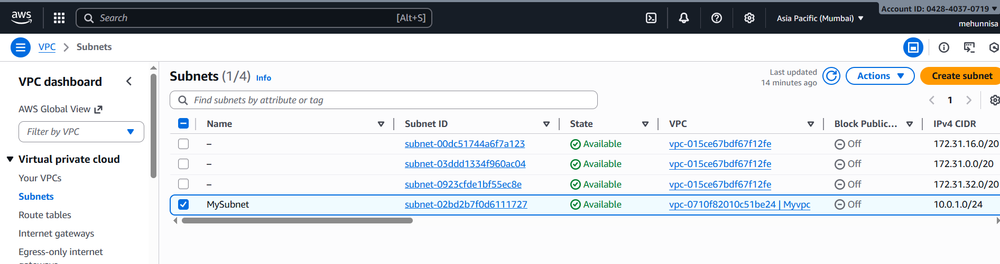 aws
Search [Alt+S]
Asia Pacific (Mumbai)
Account ID: 0428-4037-0719
mehunnisa
VPC Subnets
VPC dashboard
AWS Global View
Filter by VPC
Virtual private cloud
Your VPCs
Subnets
Route tables
Internet gateways
Egress-only internet
Subnets (1/4) Info
Last updated
14 minutes ago
Actions
Create subnet
Find subnets by attribute or tag
1
Name Subnet ID State VPC Block Public... IPv4 CIDR
– subnet-00dc51744a6f7a123 Available vpc-015ce67bdf67f12fe Off 172.31.16.0/20
– subnet-03ddd1334f960ac04 Available vpc-015ce67bdf67f12fe Off 172.31.0.0/20
– subnet-0923cfde1bf55ec8e Available vpc-015ce67bdf67f12fe Off 172.31.32.0/20
MySubnet subnet-02bd2b7f0d6111727 Available vpc-0710f82010c51be24 | Myvpc Off 10.0.1.0/24